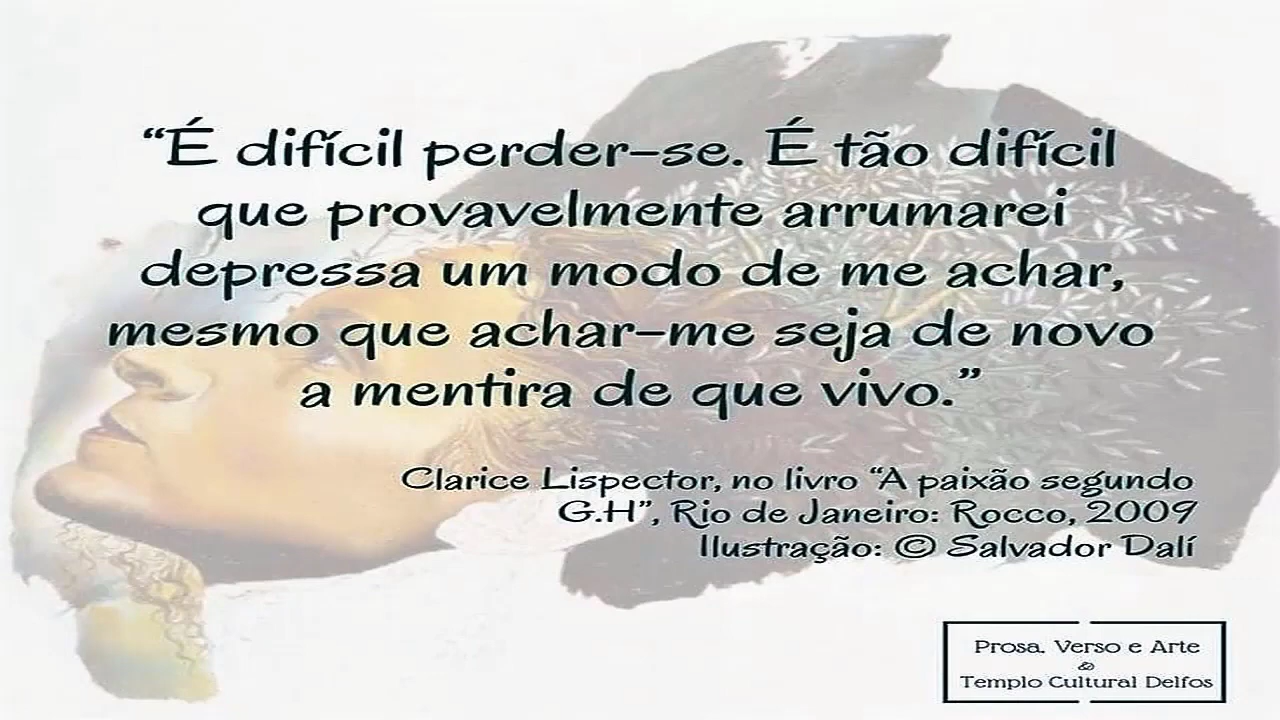 “É difícil perder-se. É tão difícil
que provavelmente arrumarei
depressa um modo de me achar,
mesmo que achar-me seja de novo
a mentira de que vivo.”
Clarice Lispector, no livro “A paixão segundo
G.H”, Rio de Janeiro: Rocco, 2009
Ilustração: © Salvador Dalí
Prosa, Verso e Arte
&
Templo Cultural Delfos